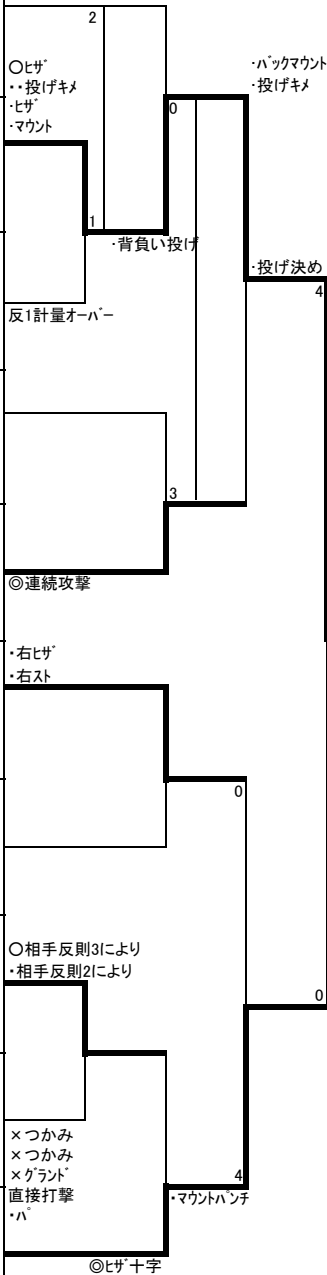 2
○ﾋｻﾞ
・・投げｷﾒ
・ﾋｻﾞ
・ﾏｳﾝﾄ
・ﾊﾞｯｸﾏｳﾝﾄ
・投げｷﾒ
0
1
・背負い投げ
・投げ決め
4
反1計量ｵｰﾊﾞｰ
3
◎連続攻撃
・右ﾋｻﾞ
・右ｽﾄ
0
○相手反則3により
・相手反則2により
0
×つかみ
×つかみ
×ｸﾞﾗﾝﾄﾞ
直接打撃
・ﾊﾟ
4
・ﾏｳﾝﾄﾊﾟﾝﾁ
◎ﾋｻﾞ十字